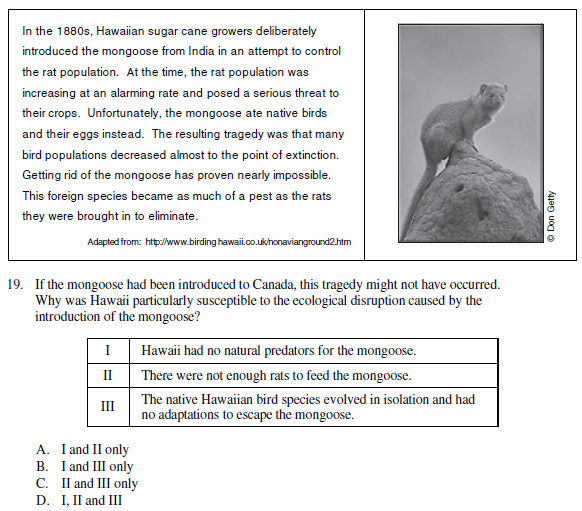 In the 1880s, Hawaiian sugar cane growers deliberately
introduced the mongoose from India in an attempt to control
the rat population. At the time, the rat population was
increasing at an alarming rate and posed a serious threat to
their crops. Unfortunately, the mongoose ate native birds
and their eggs instead. The resulting tragedy was that many
bird populations decreased almost to the point of extinction.
Getting rid of the mongoose has proven nearly impossible.
This foreign species became as much of a pest as the rats
they were brought in to eliminate.
Adapted from: http://www.birding hawaii.co.uk/nonavianground2.htm
© Don Getty
19. If the mongoose had been introduced to Canada, this tragedy might not have occurred.
Why was Hawaii particularly susceptible to the ecological disruption caused by the
introduction of the mongoose?
I Hawaii had no natural predators for the mongoose.
II There were not enough rats to feed the mongoose.
III The native Hawaiian bird species evolved in isolation and had
no adaptations to escape the mongoose.
A. I and II only
B. I and III only
C. II and III only
D. I, II and III